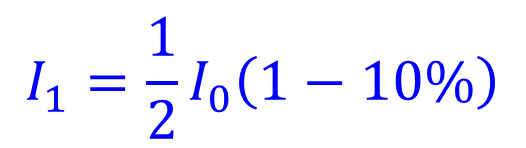 I₁ = ½ I₀(1 − 10%)